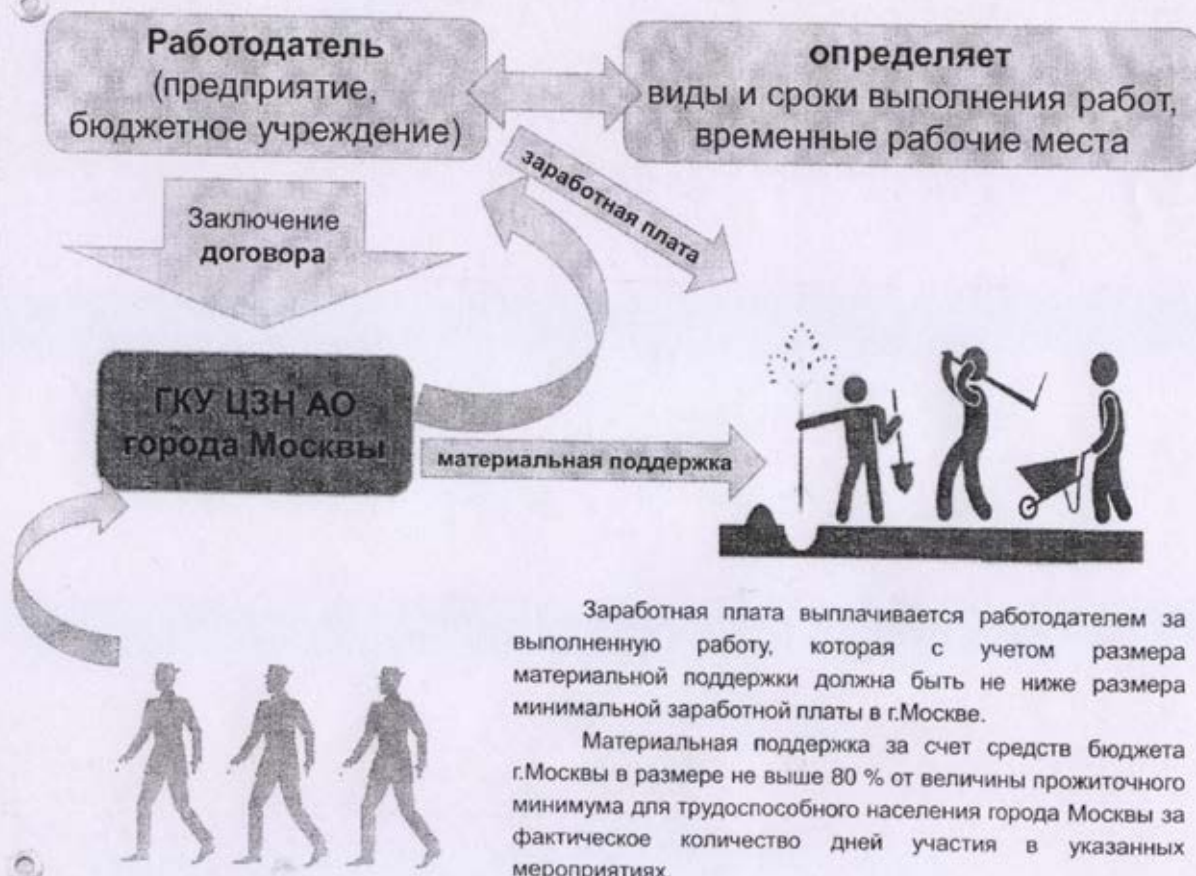 Работодатель
(предприятие,
бюджетное учреждение)
определяет
виды и сроки выполнения работ,
временные рабочие места
заработная плата
Заключение
договора
ГКУ ЦЗН АО
города Москвы
материальная поддержка
Заработная плата выплачивается работодателем за
выполненную работу, которая с учетом размера
материальной поддержки должна быть не ниже размера
минимальной заработной платы в г.Москве.
Материальная поддержка за счет средств бюджета
г.Москвы в размере не выше 80 % от величины прожиточного
минимума для трудоспособного населения города Москвы за
фактическое количество дней участия в указанных
мероприятиях.